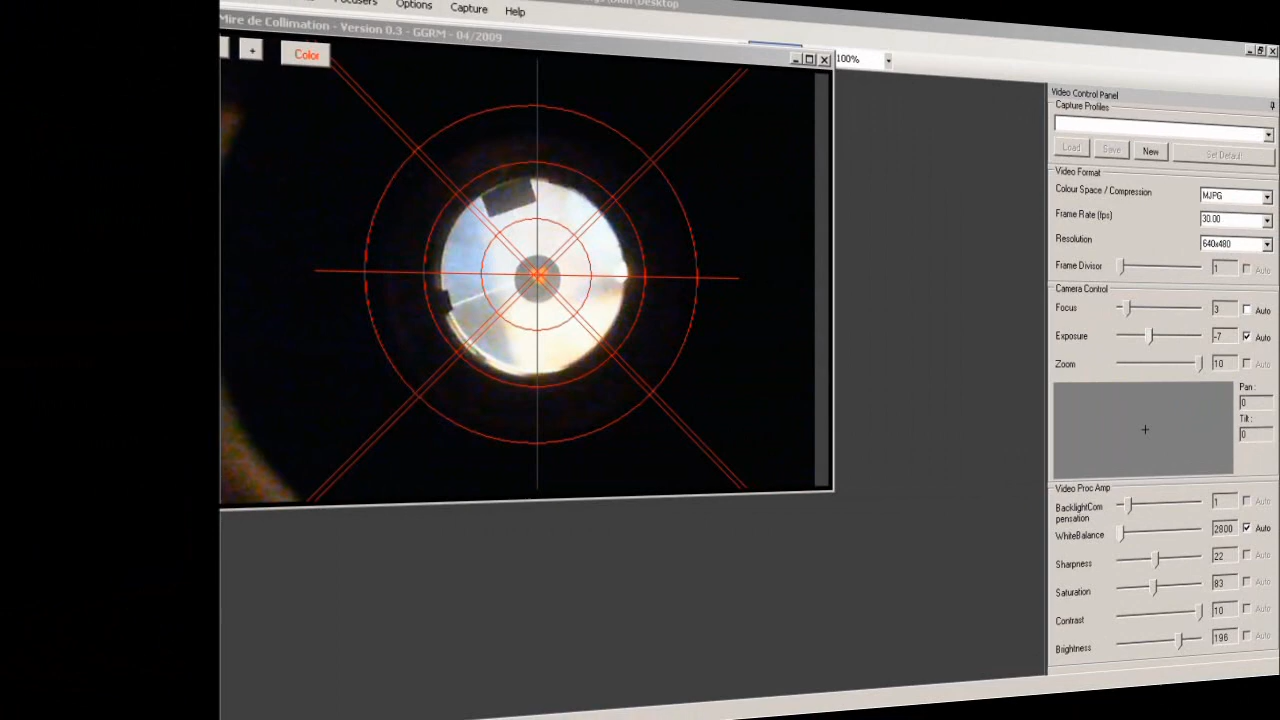 \Desktop
Options Capture Help
Mire de Collimation - Version 0.3 - GGRM - 04/2009
+ Color
100%
Video Control Panel
Capture Profiles
Load Save New Set Default
Video Format
Colour Space / Compression MJPG
Frame Rate (fps) 30.00
Resolution 640x480
Frame Divisor 1 Auto
Camera Control
Focus 3 Auto
Exposure -7 Auto
Zoom 10 Auto
Pan :
0
Tilt :
0
Video Proc Amp
BacklightCom
pensation 1 Auto
WhiteBalance 2800 Auto
Sharpness 22 Auto
Saturation 83 Auto
Contrast 10 Auto
Brightness 196 Auto